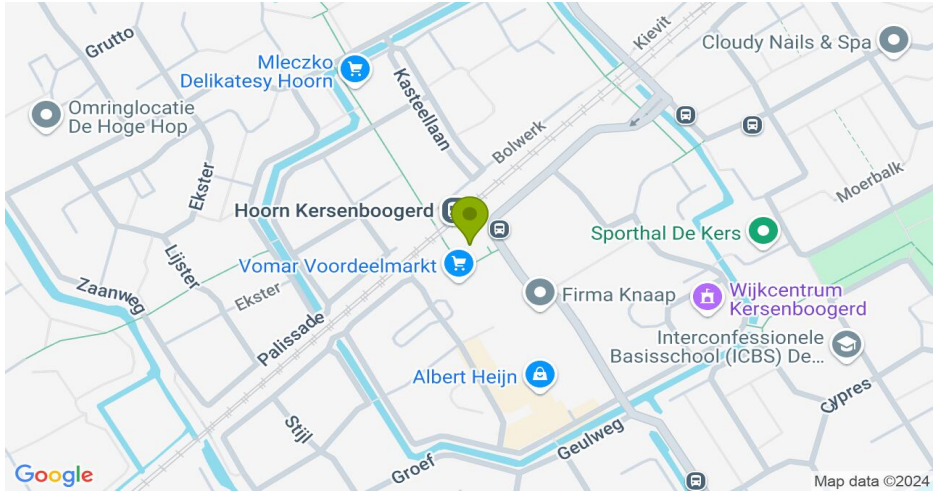 Grutto
Mleczko
Delikatesy Hoorn
Kievit
Cloudy Nails & Spa
Omringlocatie
De Hoge Hop
Kasteellaan
Bolwerk
Moerbalk
Ekster
Hoorn Kersenboogerd
Sporthal De Kers
Lijster
Vomar Voordeelmarkt
Zaanweg
Ekster
Firma Knaap
Wijkcentrum
Kersenboogerd
Palissade
Interconfessionele
Basisschool (ICBS) De...
Albert Heijn
Cypres
Stijl
Geulweg
Groef
Google
Map data ©2024